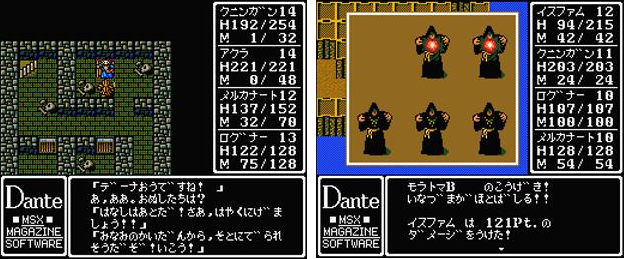 クニンガン14
H192/254
M 1/ 32
アクラ 14
H221/221
M 0/ 48
メルカナート12
H137/152
M 32/ 70
ログナー 13
H122/128
M 75/128
Dante
■MSX■
MAGAZINE
SOFTWARE
「デーナおうですね! 」
あ,ああ。おぬしたちは?
「はなしはあとだ!さあ,はやくにげま
しょう!!」
「みなみのかいだんから,そとにでられ
そうだぞ!いこう!」
イスファム 12
H 94/215
M 42/ 42
クニンガン11
H203/203
M 24/ 24
ログナー 10
H107/107
M100/100
メルカナート10
H128/128
M 54/ 54
Dante
■MSX■
MAGAZINE
SOFTWARE
モラトマB のこうげき!
いなづまがほとばしる!!
イスファム は 121Pt.の
ダメージをうけた!